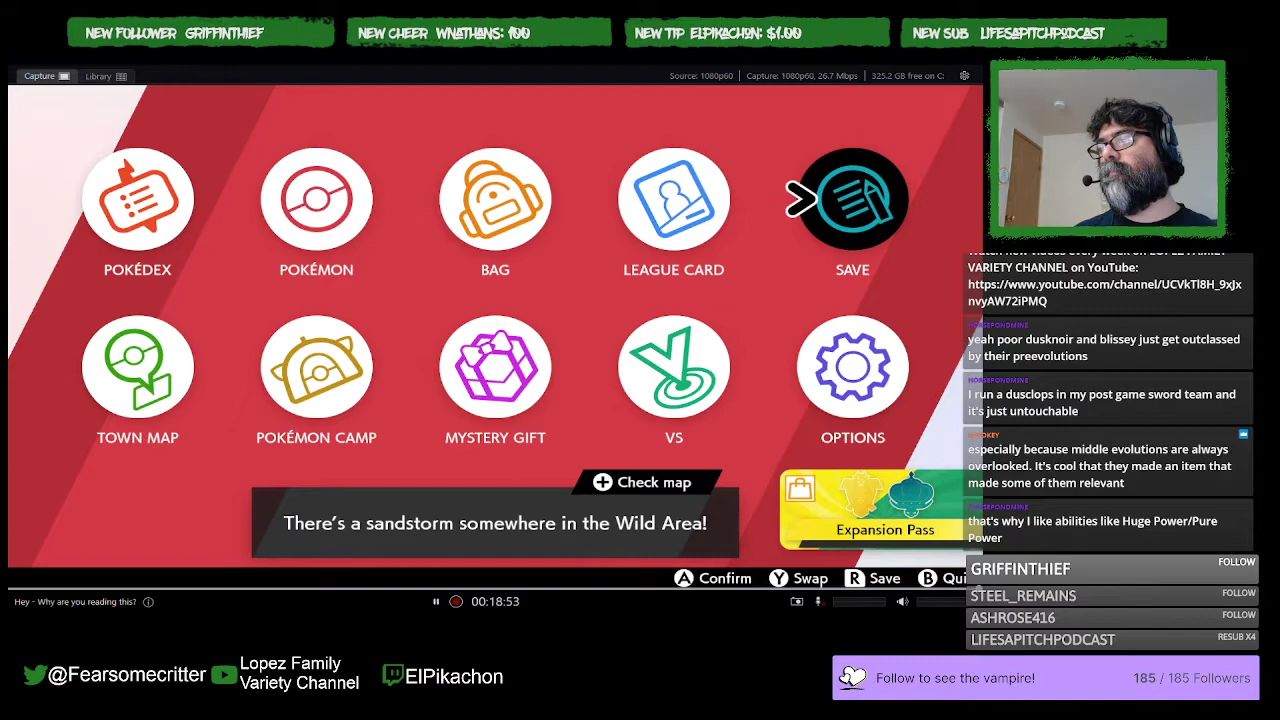 NEW FOLLOWER GRIFFINTHIEF
NEW CHEER WNATHANS: 100
NEW TIP ELPIKACHON: $1.00
NEW SUB LIFESAPITCHPODCAST
Capture Library Source: 1080p60 Capture: 1080p60, 26.7 Mbps 325.2 GB free on C:
POKÉDEX
POKÉMON
BAG
LEAGUE CARD
SAVE
TOWN MAP
POKÉMON CAMP
MYSTERY GIFT
VS
OPTIONS
+ Check map
There's a sandstorm somewhere in the Wild Area!
Expansion Pass
A Confirm Y Swap R Save B Qui
Hey - Why are you reading this?
00:18:53
VARIETY CHANNEL on YouTube:
https://www.youtube.com/channel/UCVkTl8H_9xJx
nvyAW72iPMQ
HORSEPONDMINE
yeah poor dusknoir and blissey just get outclassed
by their preevolutions
HORSEPONDMINE
I run a dusclops in my post game sword team and
it's just untouchable
especially because middle evolutions are always
overlooked. It's cool that they made an item that
made some of them relevant
HORSEPONDMINE
that's why I like abilities like Huge Power/Pure
Power
GRIFFINTHIEF FOLLOW
STEEL_REMAINS FOLLOW
ASHROSE416 FOLLOW
LIFESAPITCHPODCAST RESUB X4
@Fearsomecritter
Lopez Family
Variety Channel
ElPikachon
Follow to see the vampire! 185 / 185 Followers